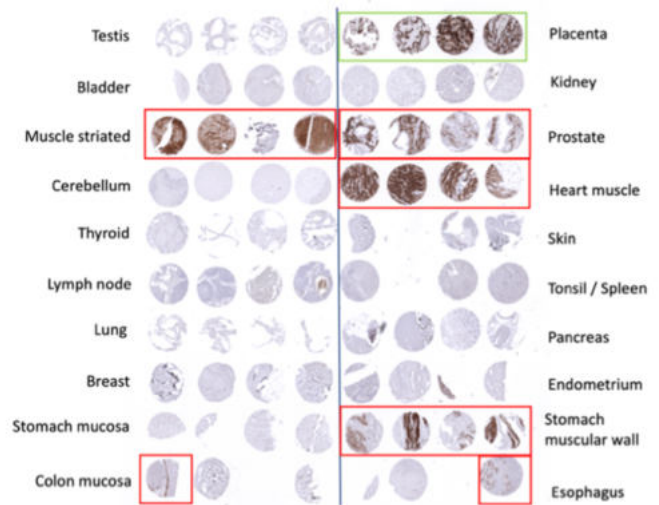 Testis
Placenta
Bladder
Kidney
Muscle striated
Prostate
Cerebellum
Heart muscle
Thyroid
Skin
Lymph node
Tonsil / Spleen
Lung
Pancreas
Breast
Endometrium
Stomach mucosa
Stomach
muscular wall
Colon mucosa
Esophagus